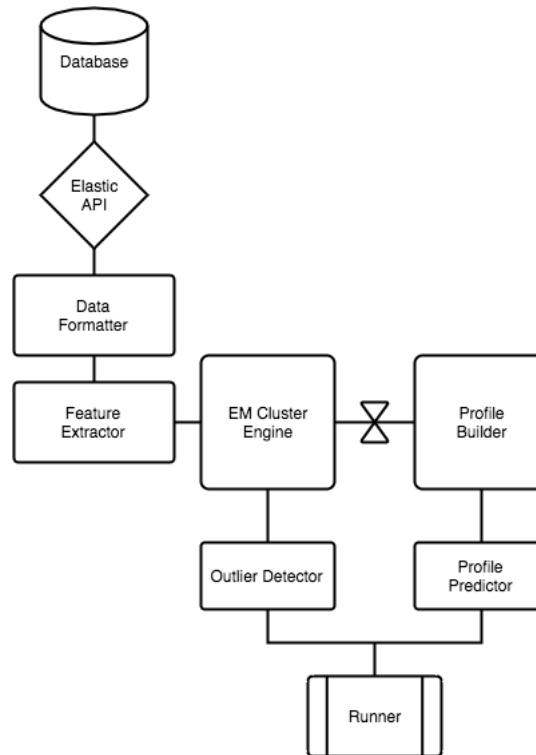 Database
Elastic
API
Data
Formatter
Feature
Extractor
EM Cluster
Engine
Profile
Builder
Outlier Detector
Profile
Predictor
Runner